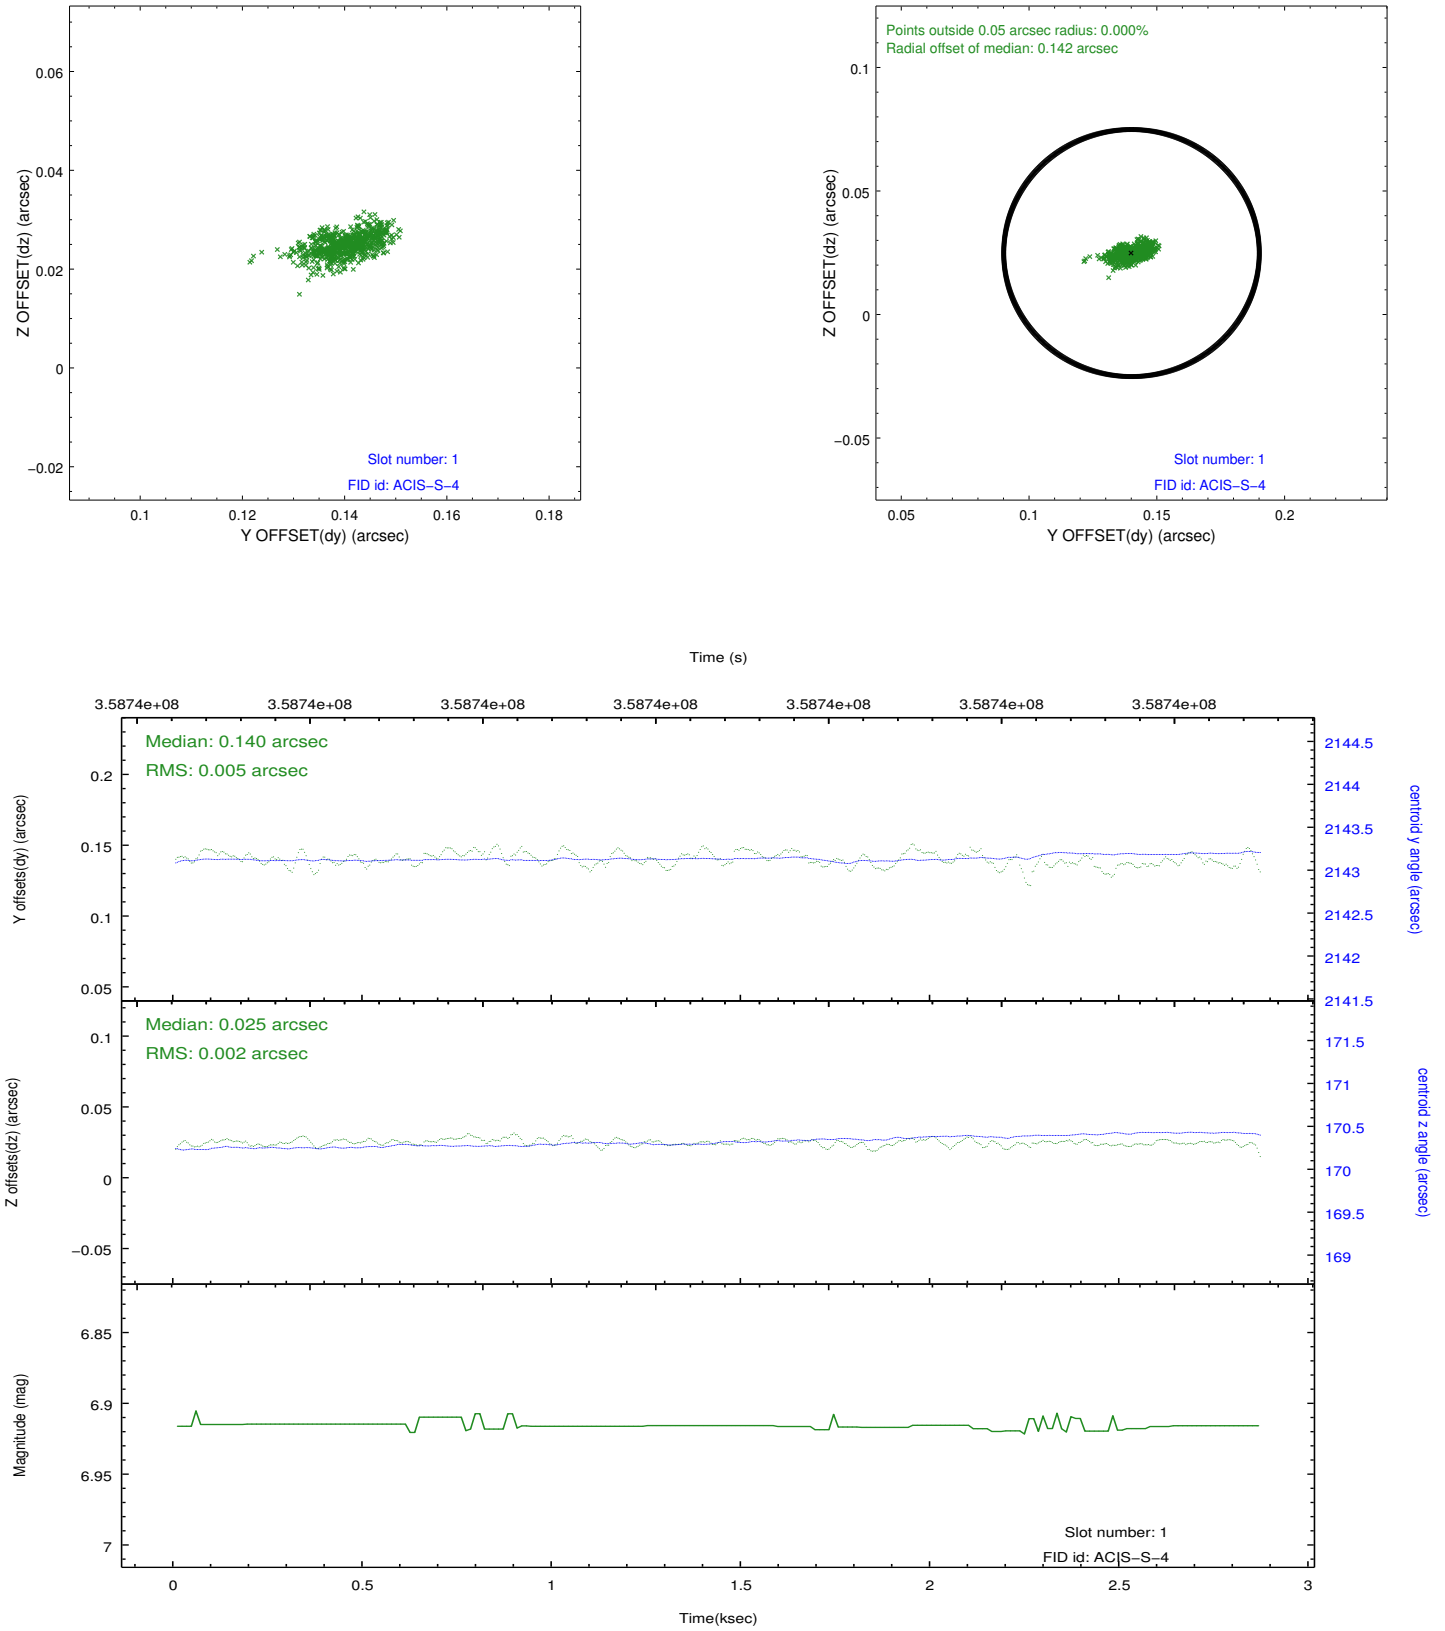 0.06
0.04
0.02
0
−0.02
0.1
0.12
0.14
0.16
0.18
Z OFFSET(dz) (arcsec)
Y OFFSET(dy) (arcsec)
Slot number: 1
FID id: ACIS−S−4
Points outside 0.05 arcsec radius: 0.000%
Radial offset of median: 0.142 arcsec
0.1
0.05
0
−0.05
0.05
0.1
0.15
0.2
Z OFFSET(dz) (arcsec)
Y OFFSET(dy) (arcsec)
Slot number: 1
FID id: ACIS−S−4
Time (s)
3.5874e+08 3.5874e+08 3.5874e+08 3.5874e+08 3.5874e+08 3.5874e+08 3.5874e+08
Median: 0.140 arcsec
RMS: 0.005 arcsec
0.2
0.15
0.1
0.05
Y offsets(dy) (arcsec)
2144.5
2144
2143.5
2143
2142.5
2142
2141.5
centroid y angle (arcsec)
Median: 0.025 arcsec
RMS: 0.002 arcsec
0.1
0.05
0
−0.05
Z offsets(dz) (arcsec)
171.5
171
170.5
170
169.5
169
centroid z angle (arcsec)
6.85
6.9
6.95
7
Magnitude (mag)
Slot number: 1
FID id: ACIS−S−4
0 0.5 1 1.5 2 2.5 3
Time(ksec)